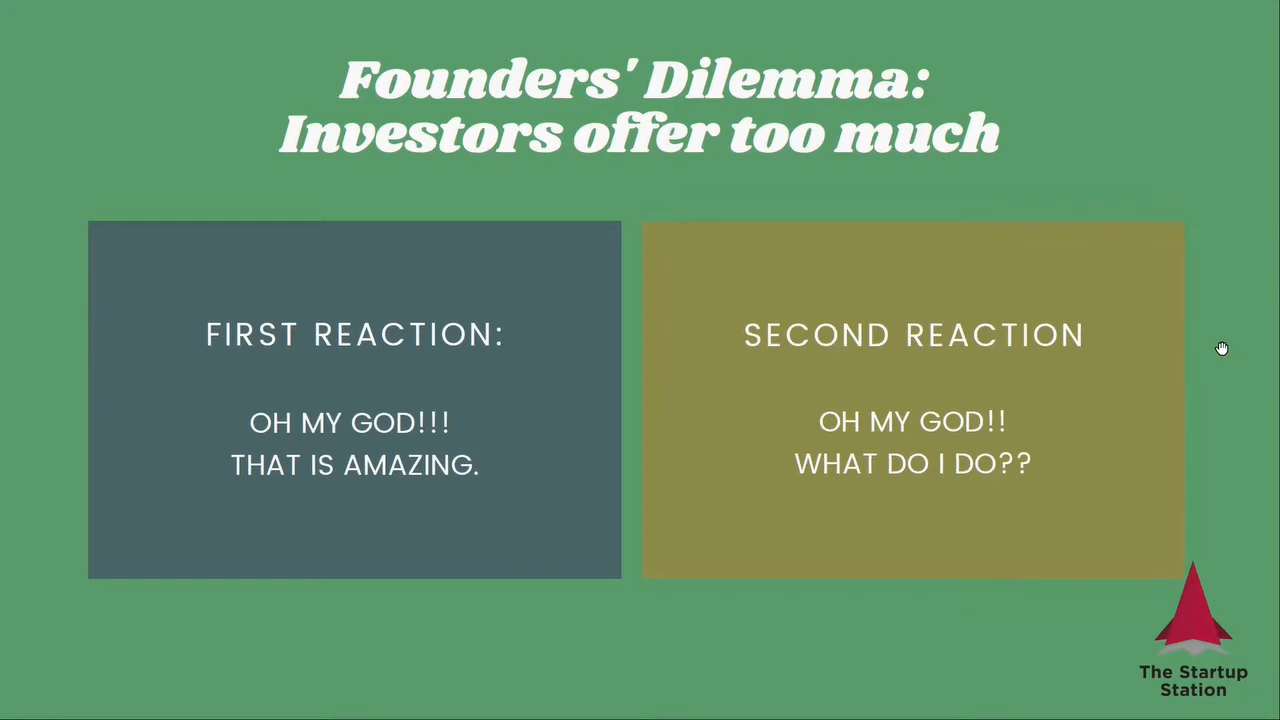 Founders' Dilemma:
Investors offer too much
FIRST REACTION:
OH MY GOD!!!
THAT IS AMAZING.
SECOND REACTION
OH MY GOD!!
WHAT DO I DO??
The Startup
Station